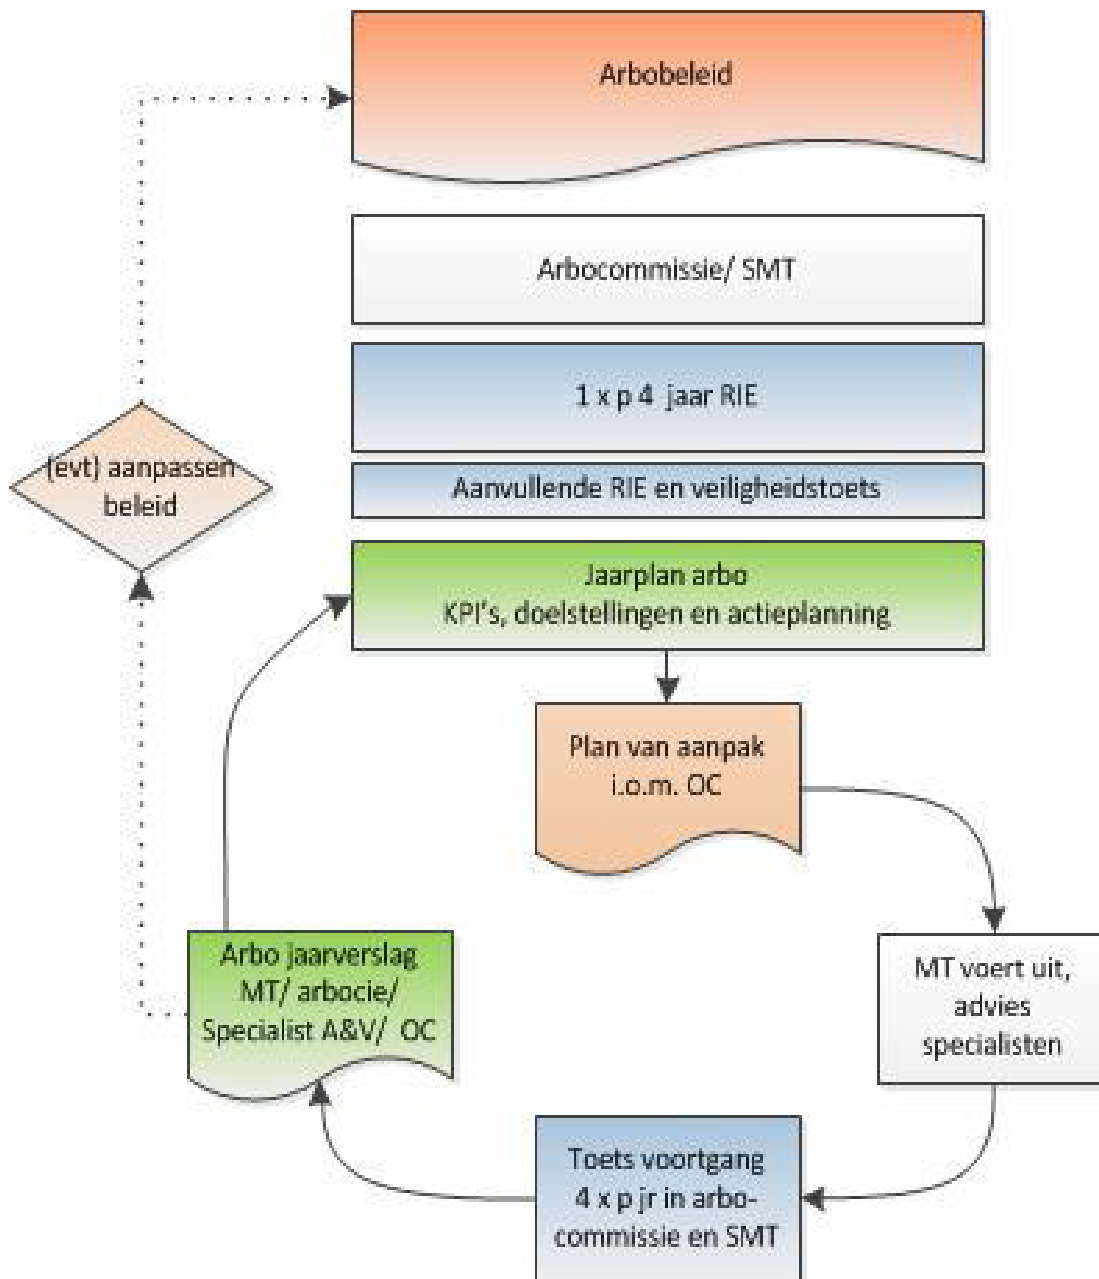 Arbobeleid
Arbocommissie/ SMT
1 x p 4 jaar RIE
(evt) aanpassen
beleid
Aanvullende RIE en veiligheidstoets
Jaarplan arbo
KPI's, doelstellingen en actieplanning
Plan van aanpak
i.o.m. OC
MT voert uit,
advies
specialisten
Toets voortgang
4 x p jr in arbo-
commissie en SMT
Arbo jaarverslag
MT/ arbocie/
Specialist A&V/ OC